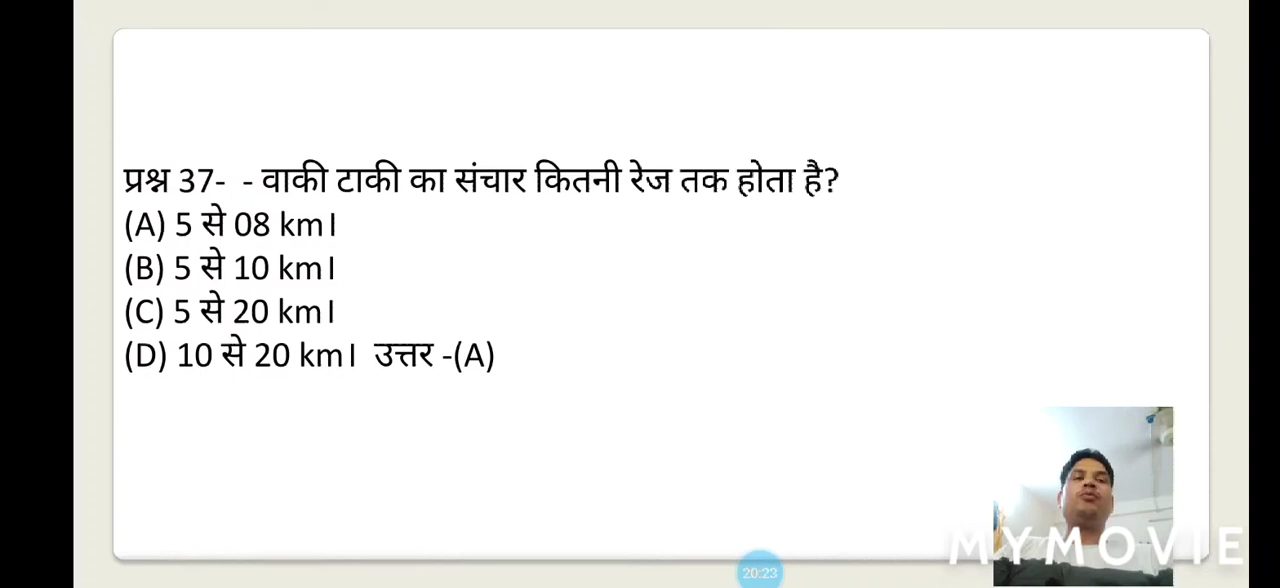 प्रश्न 37-  - वाकी टाकी का संचार कितनी रेज तक होता है?
(A) 5 से 08 km।
(B) 5 से 10 km।
(C) 5 से 20 km।
(D) 10 से 20 km।  उत्तर -(A)
MYMOVIE
20:23